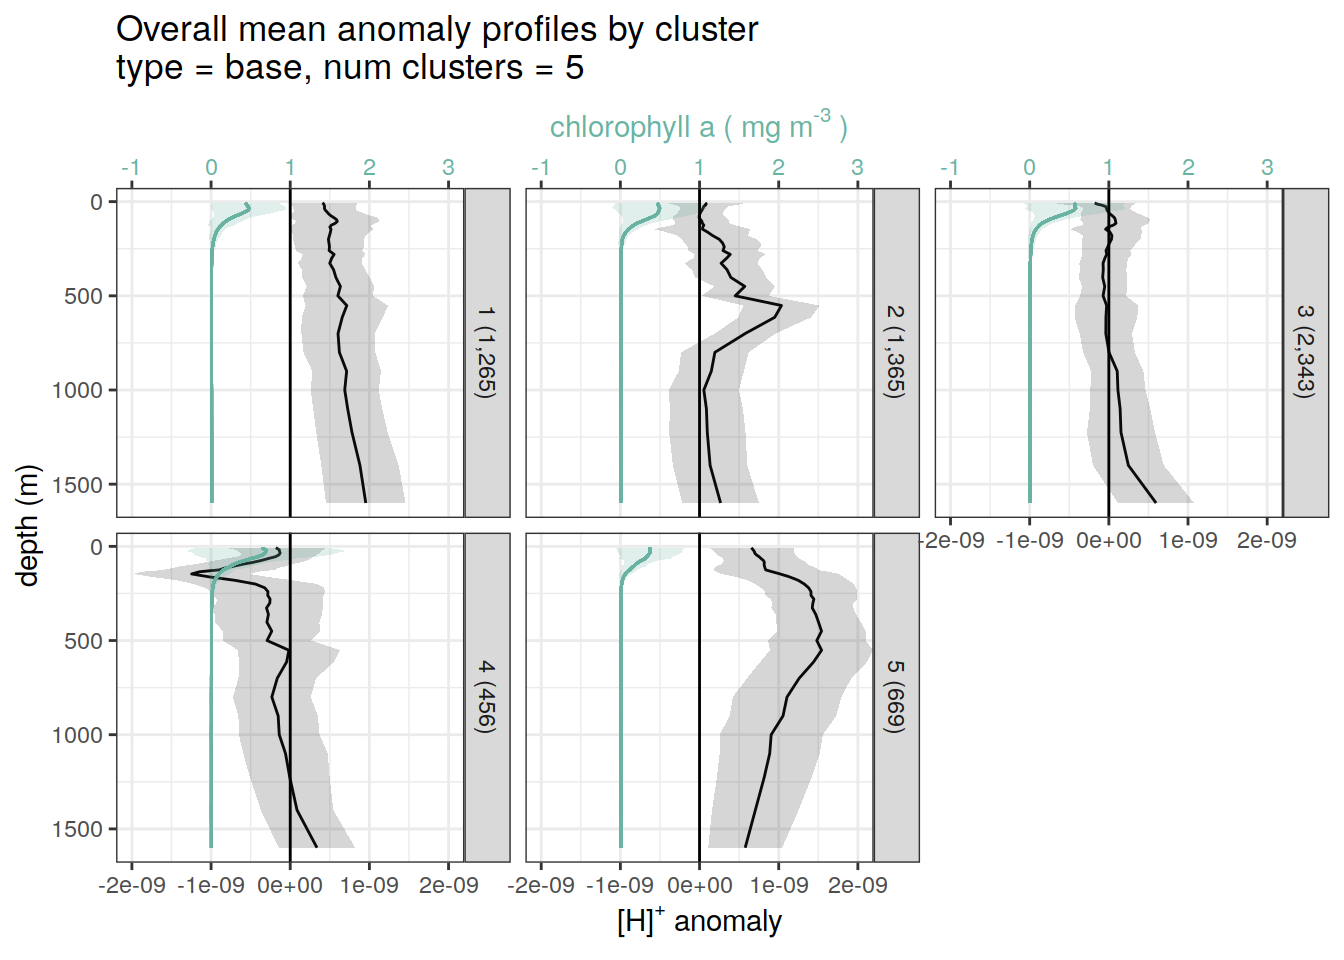 Overall mean anomaly profiles by cluster
type = base, num clusters = 5
chlorophyll a ( mg m⁻³ )
-1 0 1 2 3
-1 0 1 2 3
-1 0 1 2 3
0
500
1000
1500
1 (1,265)
2 (1,365)
3 (2,343)
-2e-09 -1e-09 0e+00 1e-09 2e-09
depth (m)
0
500
1000
1500
4 (456)
5 (669)
-2e-09 -1e-09 0e+00 1e-09 2e-09
-2e-09 -1e-09 0e+00 1e-09 2e-09
[H]⁺ anomaly